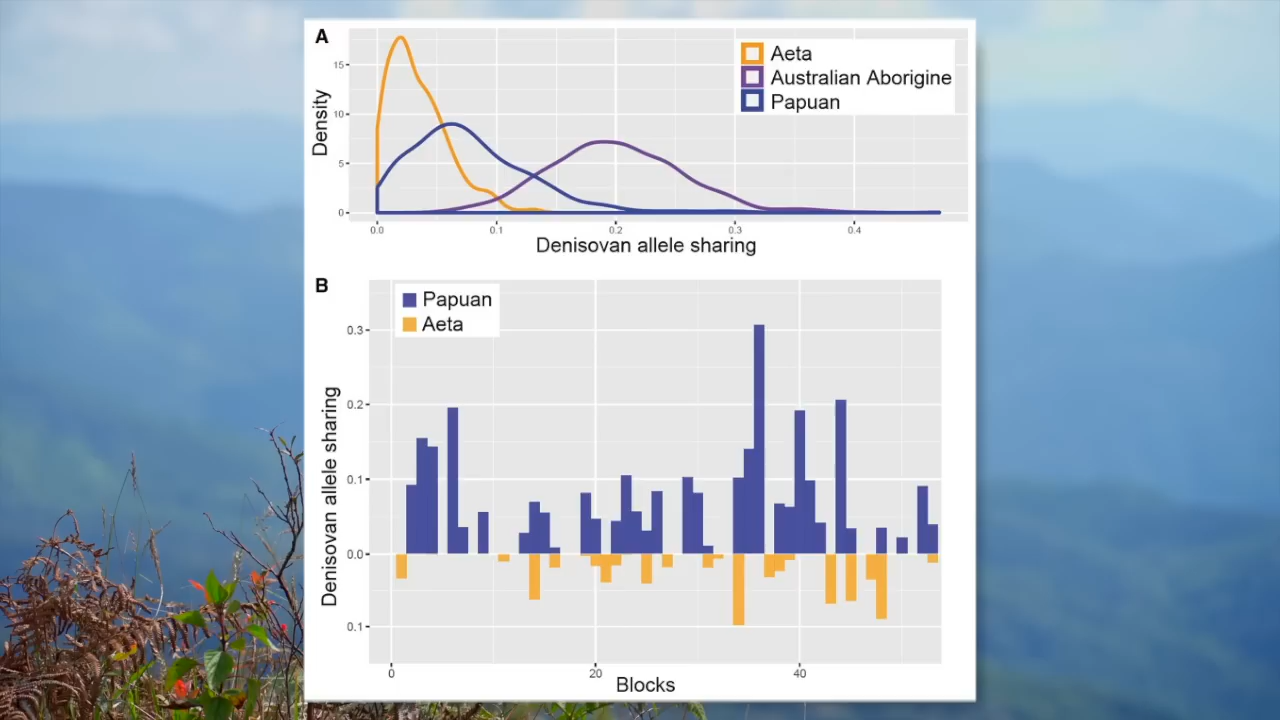 A
Aeta
Australian Aborigine
Papuan
Density
15
10
5
0
0.0 0.1 0.2 0.3 0.4
Denisovan allele sharing
B
Papuan
Aeta
Denisovan allele sharing
0.3
0.2
0.1
0.0
0.1
0 20 40
Blocks